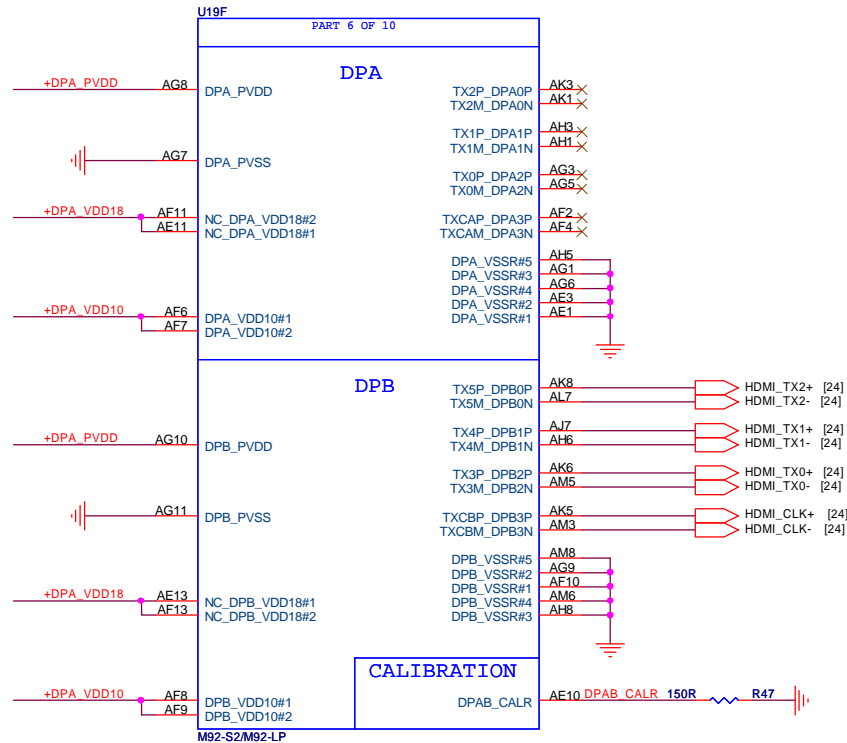 U19F
PART 6 OF 10
DPA
+DPA_PVDD AG8 DPA_PVDD
TX2P_DPA0P AK3
TX2M_DPA0N AK1
TX1P_DPA1P AH3
TX1M_DPA1N AH1
AG7 DPA_PVSS
TX0P_DPA2P AG3
TX0M_DPA2N AG5
+DPA_VDD18 AF11 NC_DPA_VDD18#2
AE11 NC_DPA_VDD18#1
TXCAP_DPA3P AF2
TXCAM_DPA3N AF4
DPA_VSSR#5 AH5
DPA_VSSR#3 AG1
DPA_VSSR#4 AG6
DPA_VSSR#2 AE3
DPA_VSSR#1 AE1
+DPA_VDD10 AF6 DPA_VDD10#1
AF7 DPA_VDD10#2
DPB
TX5P_DPB0P AK8 HDMI_TX2+ [24]
TX5M_DPB0N AL7 HDMI_TX2- [24]
TX4P_DPB1P AJ7 HDMI_TX1+ [24]
TX4M_DPB1N AH6 HDMI_TX1- [24]
+DPA_PVDD AG10 DPB_PVDD
TX3P_DPB2P AK6 HDMI_TX0+ [24]
TX3M_DPB2N AM5 HDMI_TX0- [24]
AG11 DPB_PVSS
TXCBP_DPB3P AK5 HDMI_CLK+ [24]
TXCBM_DPB3N AM3 HDMI_CLK- [24]
DPB_VSSR#5 AM8
DPB_VSSR#2 AG9
DPB_VSSR#1 AF10
DPB_VSSR#4 AM6
DPB_VSSR#3 AH8
+DPA_VDD18 AE13 NC_DPB_VDD18#1
AF13 NC_DPB_VDD18#2
CALIBRATION
+DPA_VDD10 AF8 DPB_VDD10#1
AF9 DPB_VDD10#2
DPAB_CALR AE10 DPAB_CALR 150R R47
M92-S2/M92-LP